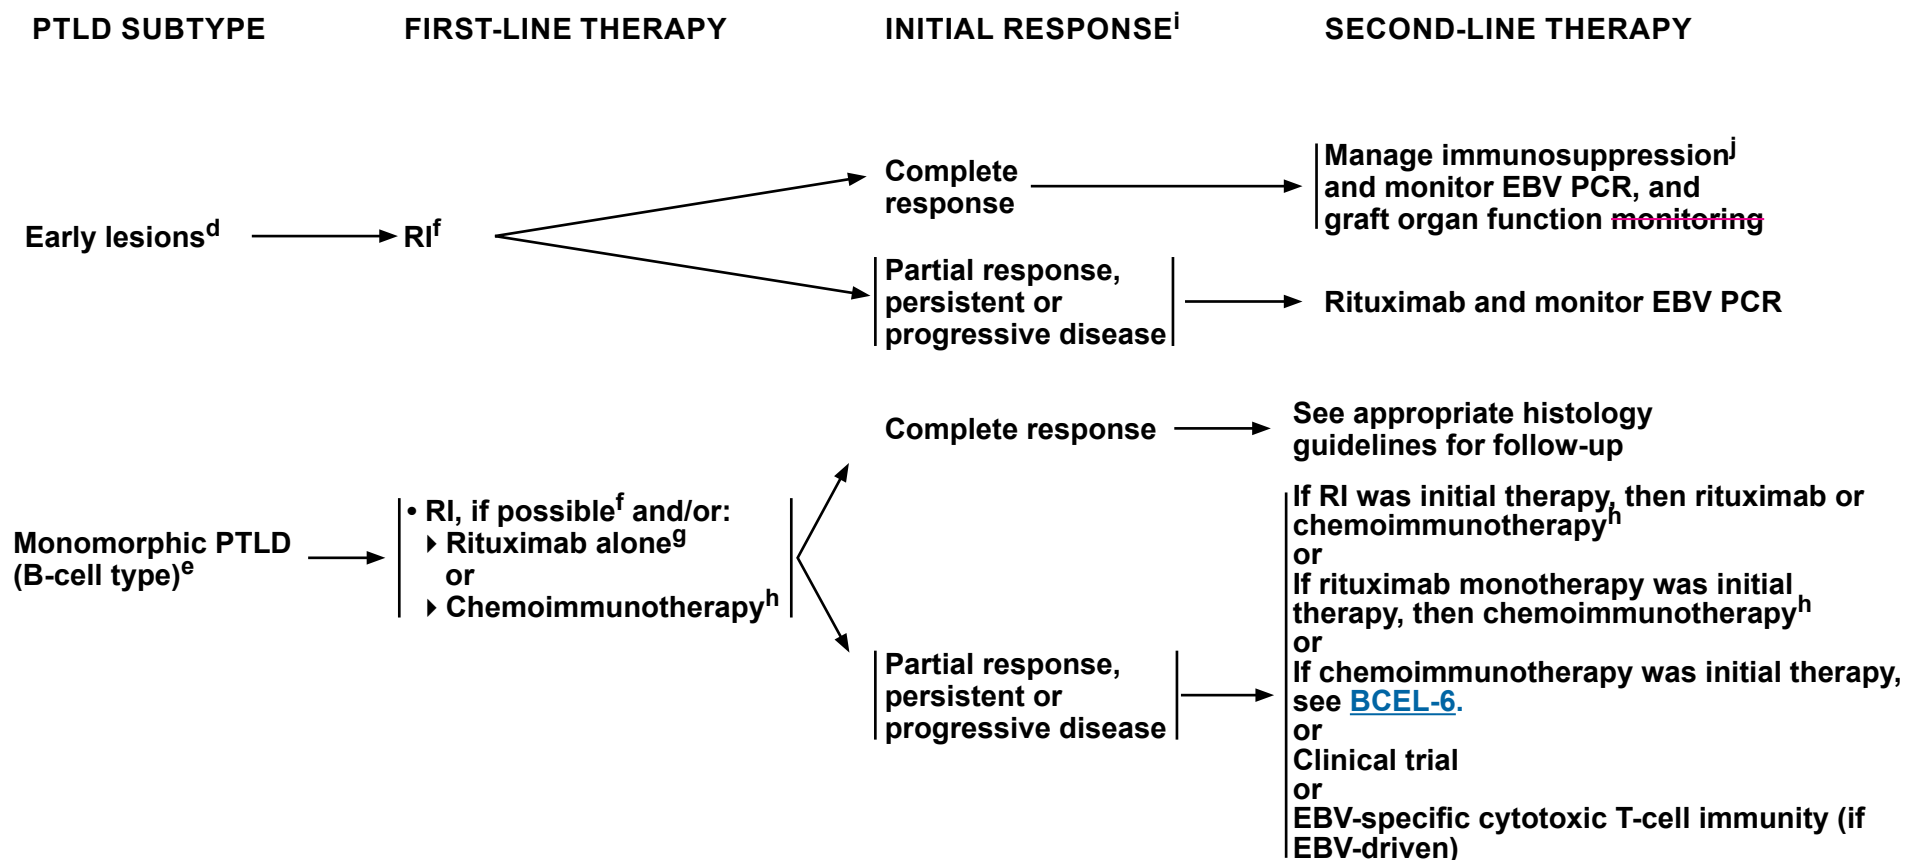 PTLD SUBTYPE
FIRST-LINE THERAPY
INITIAL RESPONSEⁱ
SECOND-LINE THERAPY
Early lesionsᵈ
RIᶠ
Complete
response
Manage immunosuppressionʲ
and monitor EBV PCR, and
graft organ function monitoring
Partial response,
persistent or
progressive disease
Rituximab and monitor EBV PCR
Monomorphic PTLD
(B-cell type)ᵉ
• RI, if possibleᶠ and/or:
▸ Rituximab aloneᵍ
or
▸ Chemoimmunotherapyʰ
Complete response
See appropriate histology
guidelines for follow-up
Partial response,
persistent or
progressive disease
If RI was initial therapy, then rituximab or
chemoimmunotherapyʰ
or
If rituximab monotherapy was initial
therapy, then chemoimmunotherapyʰ
or
If chemoimmunotherapy was initial therapy,
see BCEL-6.
or
Clinical trial
or
EBV-specific cytotoxic T-cell immunity (if
EBV-driven)